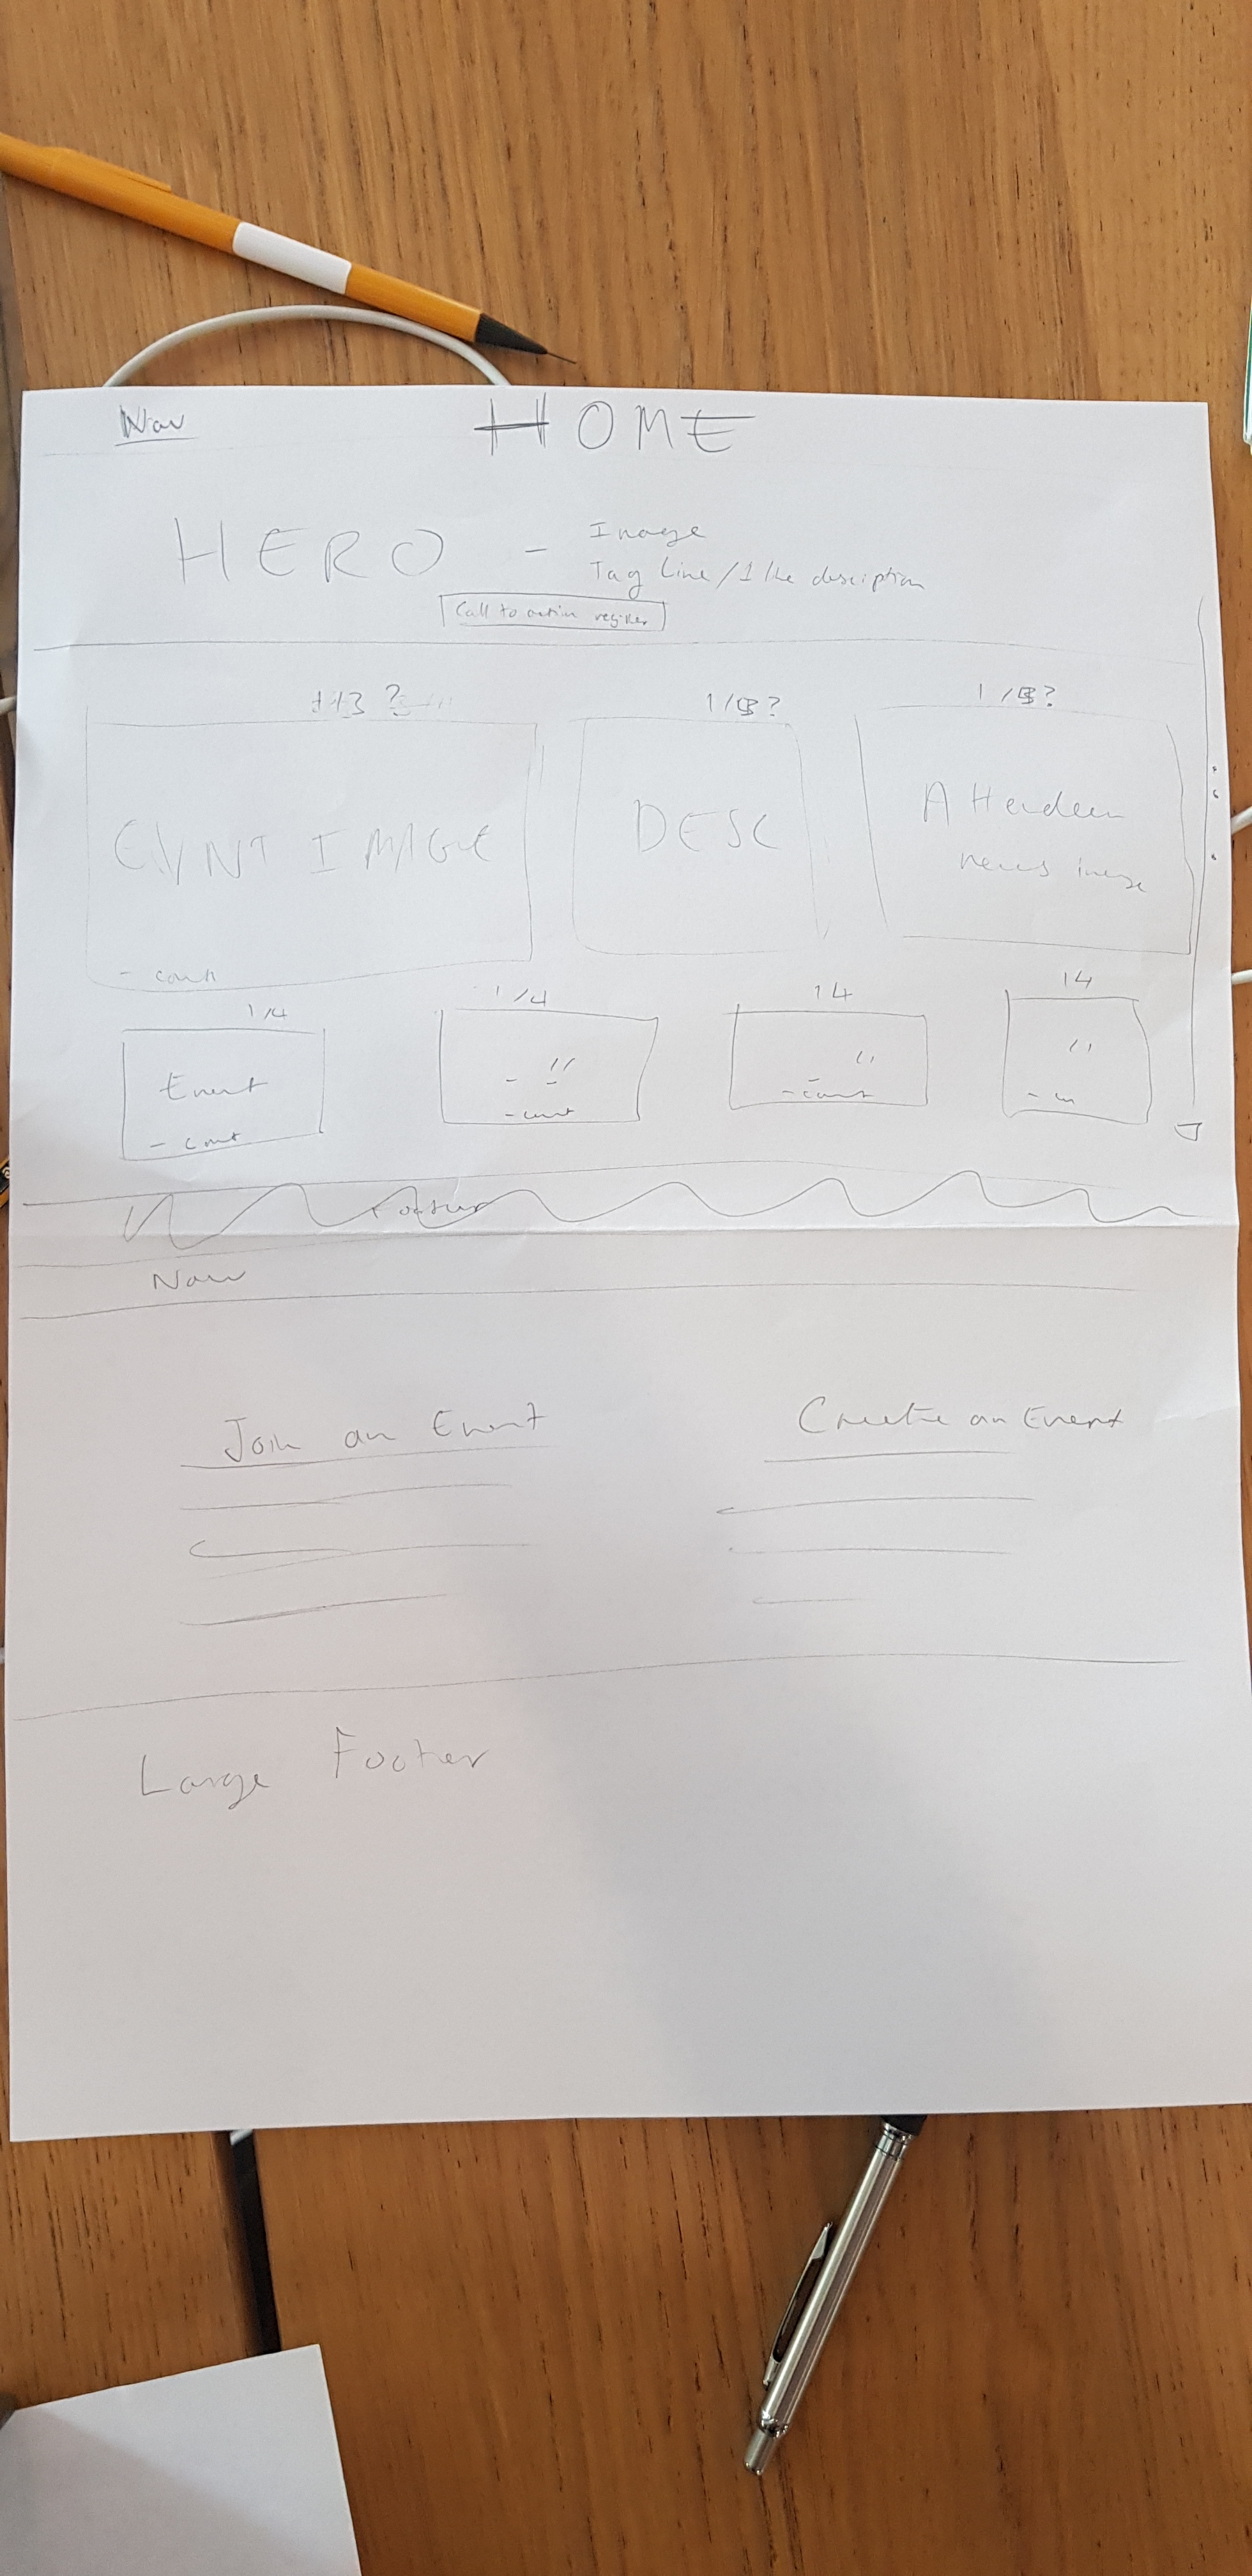 Nav
HOME
HERO - Image
Tag Line/1 line description
Call to action register
1/3 ?
1/3?
1/3?
EVNT IMAGE
DESC
Attendeen
news image
- count
1/4
1/4
14
14
Event
"
"
"
- count
- count
- count
Footer
Nav
Join an Event
Create an Event
Large Footer